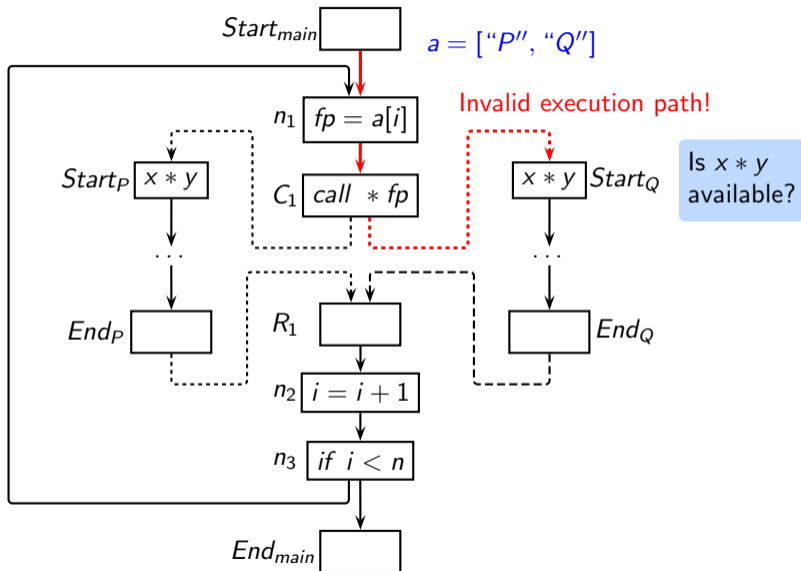 Start_main
a = ["P", "Q"]
Invalid execution path!
n_1 fp = a[i]
Start_P x * y
C_1 call * fp
x * y Start_Q
Is x * y
available?
...
...
End_P
R_1
End_Q
n_2 i = i + 1
n_3 if i < n
End_main